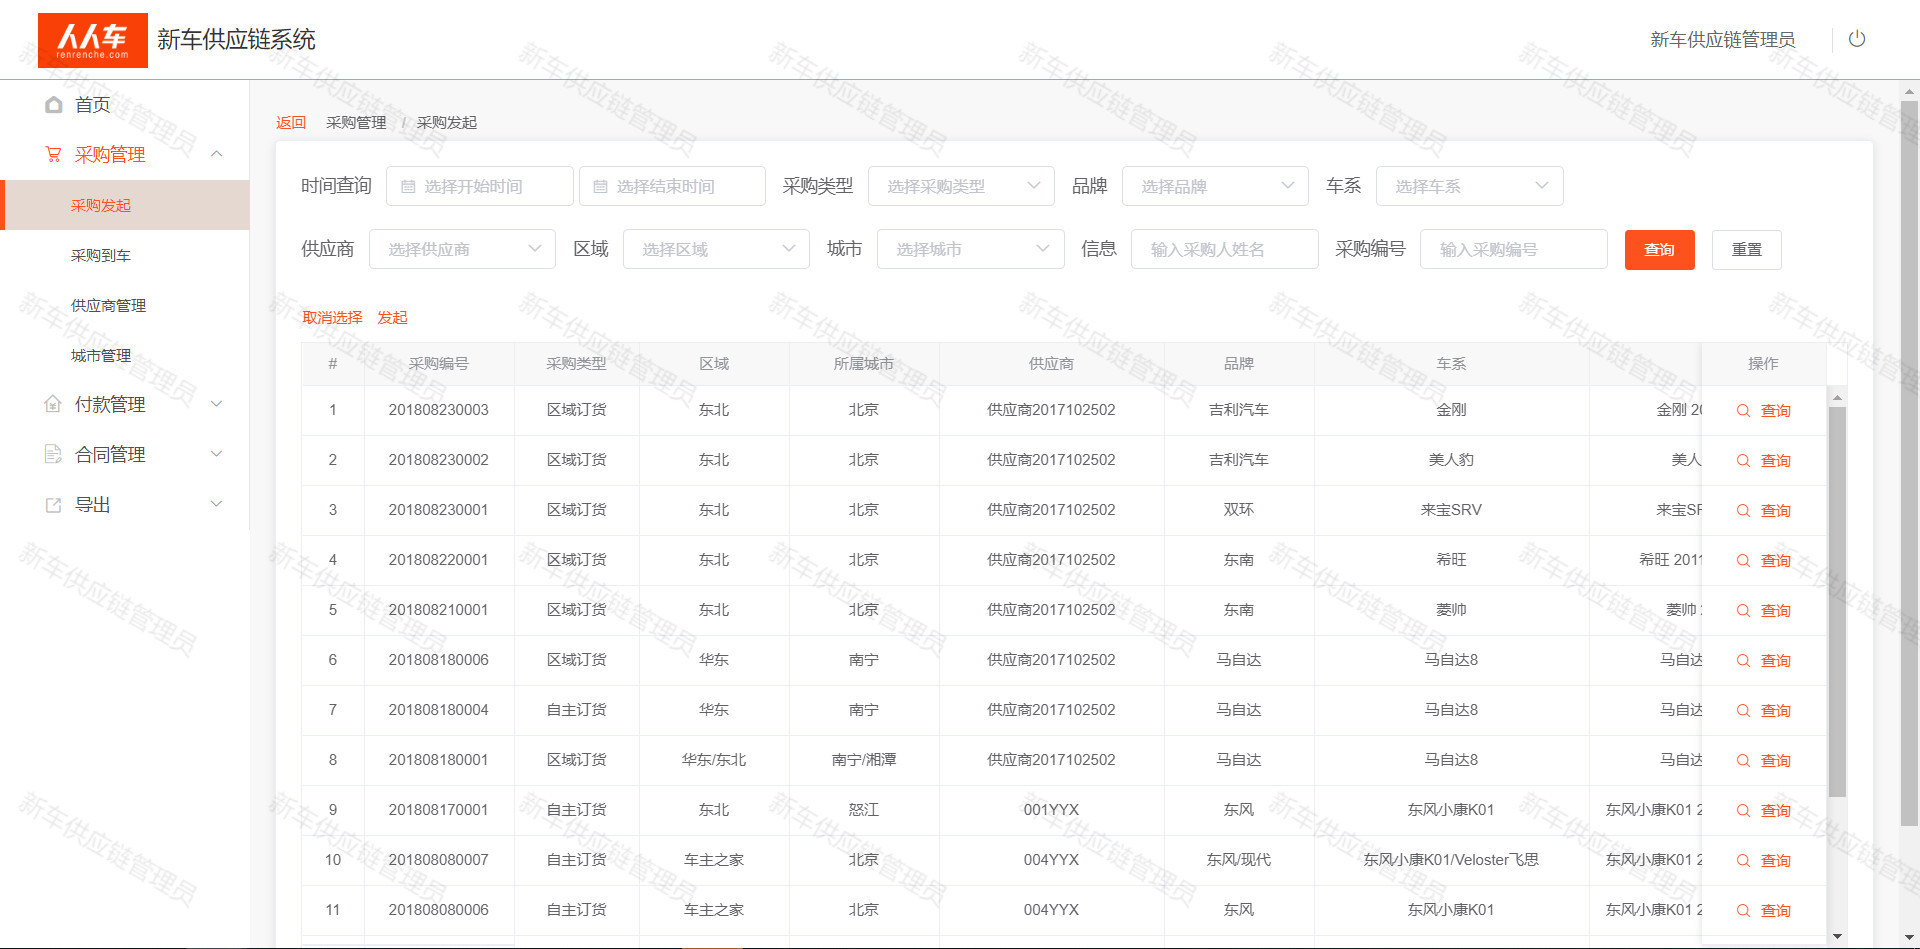 人人车 renrenche.com 新车供应链系统 新车供应链管理员
首页
采购管理
采购发起
采购到车
供应商管理
城市管理
付款管理
合同管理
导出
返回 采购管理 / 采购发起
时间查询 选择开始时间 选择结束时间 采购类型 选择采购类型 品牌 选择品牌 车系 选择车系
供应商 选择供应商 区域 选择区域 城市 选择城市 信息 输入采购人姓名 采购编号 输入采购编号 查询 重置
取消选择 发起
# 采购编号 采购类型 区域 所属城市 供应商 品牌 车系 操作
1 201808230003 区域订货 东北 北京 供应商2017102502 吉利汽车 金刚 金刚 20 查询
2 201808230002 区域订货 东北 北京 供应商2017102502 吉利汽车 美人豹 美人 查询
3 201808230001 区域订货 东北 北京 供应商2017102502 双环 来宝SRV 来宝SR 查询
4 201808220001 区域订货 东北 北京 供应商2017102502 东南 希旺 希旺 2011 查询
5 201808210001 区域订货 东北 北京 供应商2017102502 东南 菱帅 菱帅 查询
6 201808180006 区域订货 华东 南宁 供应商2017102502 马自达 马自达8 马自达 查询
7 201808180004 自主订货 华东 南宁 供应商2017102502 马自达 马自达8 马自达 查询
8 201808180001 区域订货 华东/东北 南宁/湘潭 供应商2017102502 马自达 马自达8 马自达 查询
9 201808170001 自主订货 东北 怒江 001YYX 东风 东风小康K01 东风小康K01 2 查询
10 201808080007 自主订货 车主之家 北京 004YYX 东风/现代 东风小康K01/Veloster飞思 东风小康K01 2 查询
11 201808080006 自主订货 车主之家 北京 004YYX 东风 东风小康K01 东风小康K01 2 查询